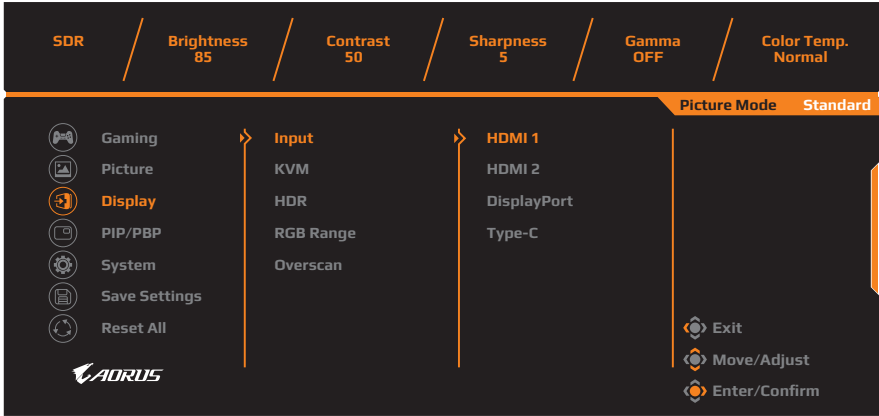 SDR
Brightness
85
Contrast
50
Sharpness
5
Gamma
OFF
Color Temp.
Normal
Picture Mode Standard
Gaming
Picture
Display
PIP/PBP
System
Save Settings
Reset All
Input
KVM
HDR
RGB Range
Overscan
HDMI 1
HDMI 2
DisplayPort
Type-C
Exit
Move/Adjust
Enter/Confirm
AORUS